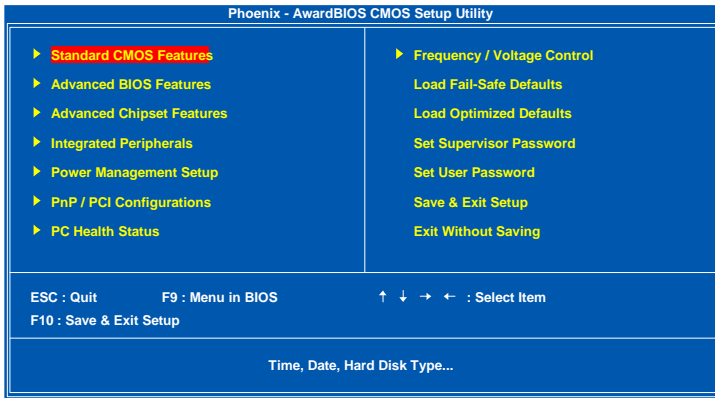 Phoenix - AwardBIOS CMOS Setup Utility
Standard CMOS Features
Advanced BIOS Features
Advanced Chipset Features
Integrated Peripherals
Power Management Setup
PnP / PCI Configurations
PC Health Status
Frequency / Voltage Control
Load Fail-Safe Defaults
Load Optimized Defaults
Set Supervisor Password
Set User Password
Save & Exit Setup
Exit Without Saving
ESC : Quit F9 : Menu in BIOS ↑ ↓ → ← : Select Item
F10 : Save & Exit Setup
Time, Date, Hard Disk Type...